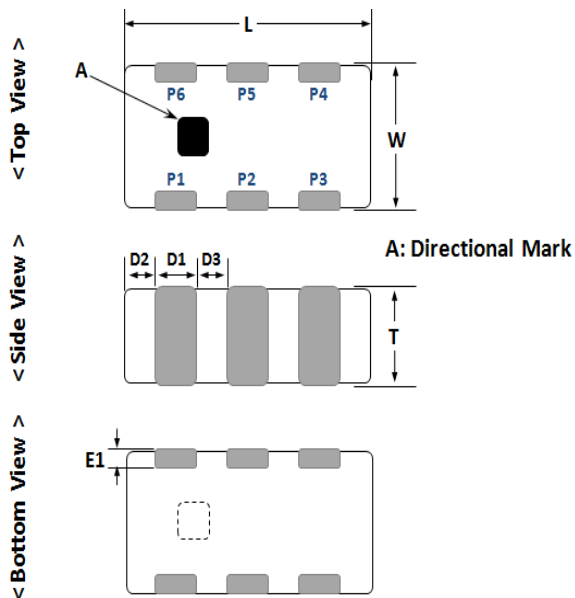 < Top View >
L
A
P6 P5 P4
W
P1 P2 P3
< Side View >
D2 D1 D3
A: Directional Mark
T
< Bottom View >
E1